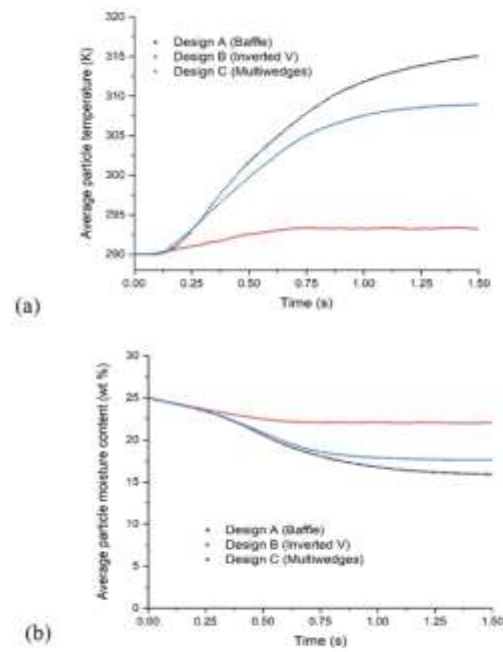 Average particle temperature (K)
315
310
305
300
295
290
Design A (Baffle)
Design B (Inverted V)
Design C (Multiwedges)
0.00 0.25 0.50 0.75 1.00 1.25 1.50
Time (s)
(a)
Average particle moisture content (wt %)
30
25
20
15
10
5
0
Design A (Baffle)
Design B (Inverted V)
Design C (Multiwedges)
0.00 0.25 0.50 0.75 1.00 1.25 1.50
Time (s)
(b)